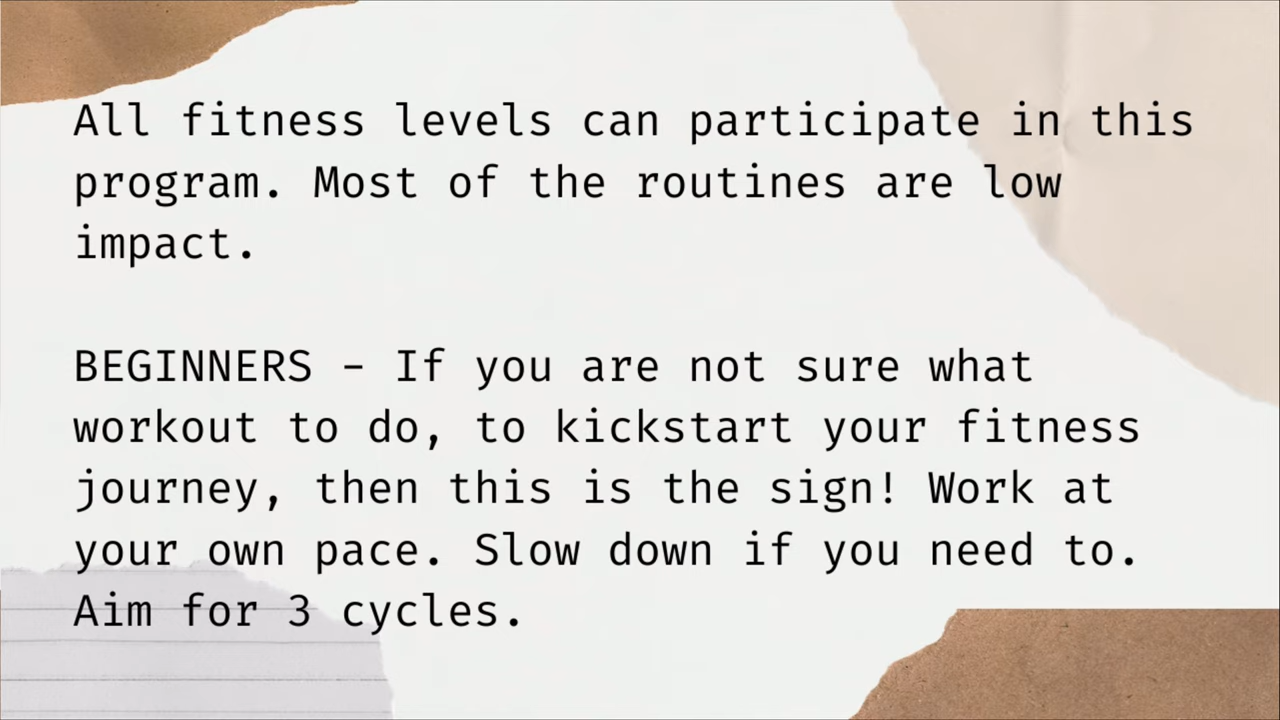 All fitness levels can participate in this
program. Most of the routines are low
impact.
BEGINNERS – If you are not sure what
workout to do, to kickstart your fitness
journey, then this is the sign! Work at
your own pace. Slow down if you need to.
Aim for 3 cycles.